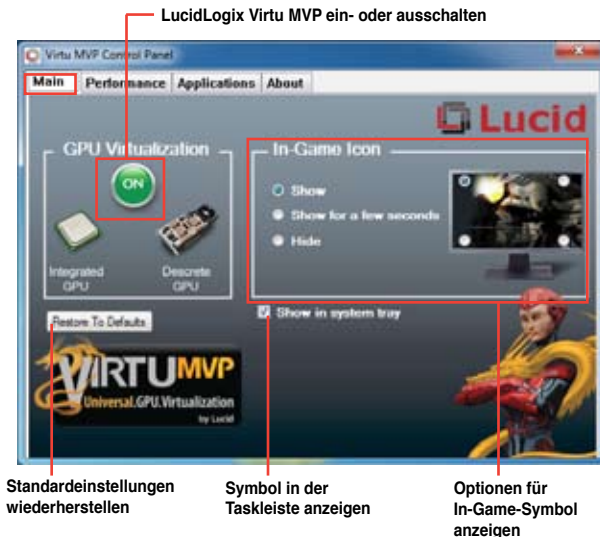 LucidLogix Virtu MVP ein- oder ausschalten
Virtu MVP Control Panel
Main Performance Applications About
Lucid
GPU Virtualization
In-Game Icon
ON
Show
Show for a few seconds
Hide
Integrated
GPU
Descrete
GPU
Restore To Defaults
Show in system tray
VIRTU MVP
Universal.GPU.Virtualization
by Lucid
Standardeinstellungen
wiederherstellen
Symbol in der
Taskleiste anzeigen
Optionen für
In-Game-Symbol
anzeigen